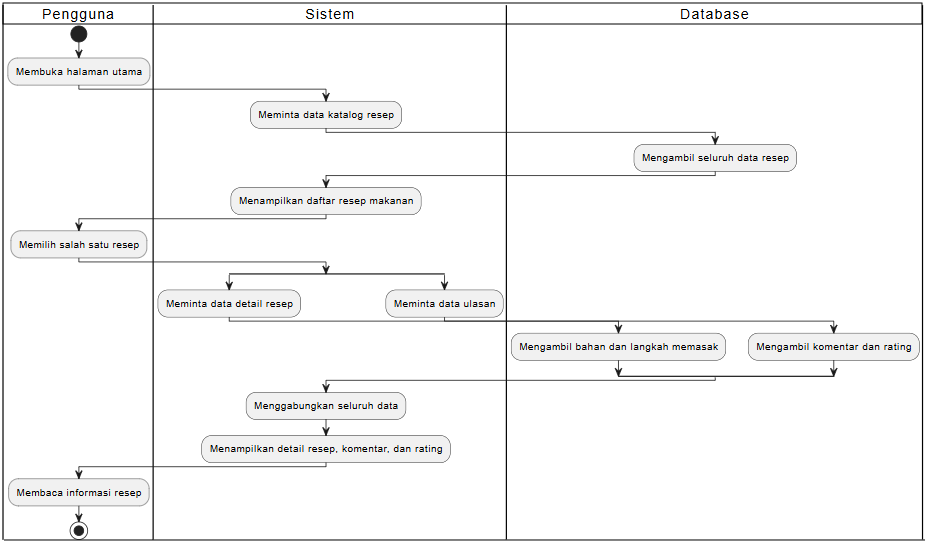 Pengguna
Sistem
Database
Membuka halaman utama
Meminta data katalog resep
Mengambil seluruh data resep
Menampilkan daftar resep makanan
Memilih salah satu resep
Meminta data detail resep
Meminta data ulasan
Mengambil bahan dan langkah memasak
Mengambil komentar dan rating
Menggabungkan seluruh data
Menampilkan detail resep, komentar, dan rating
Membaca informasi resep